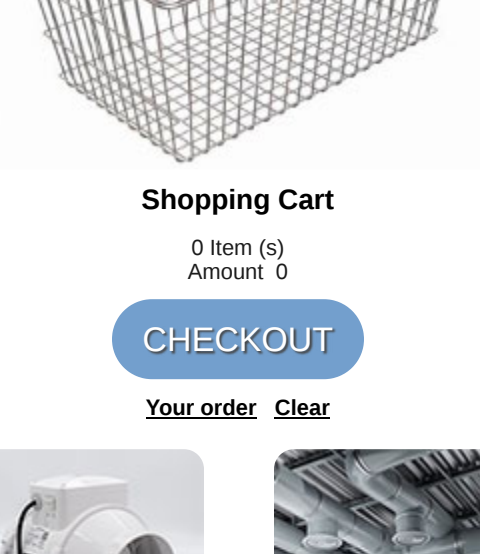 Shopping Cart
0 Item (s)
Amount 0
CHECKOUT
Your order Clear